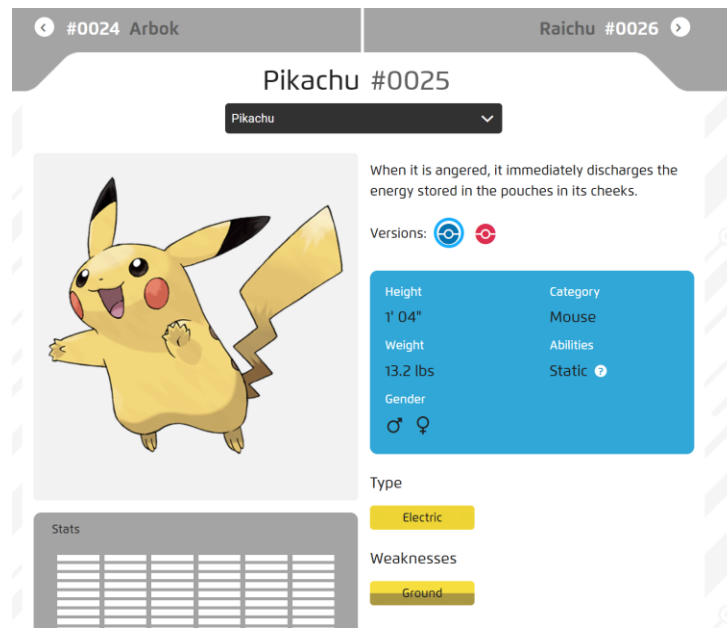 #0024 Arbok
Raichu #0026
Pikachu #0025
Pikachu
When it is angered, it immediately discharges the
energy stored in the pouches in its cheeks.
Versions:
Height
1' 04"
Weight
13.2 lbs
Gender
Category
Mouse
Abilities
Static ?
Type
Electric
Weaknesses
Ground
Stats